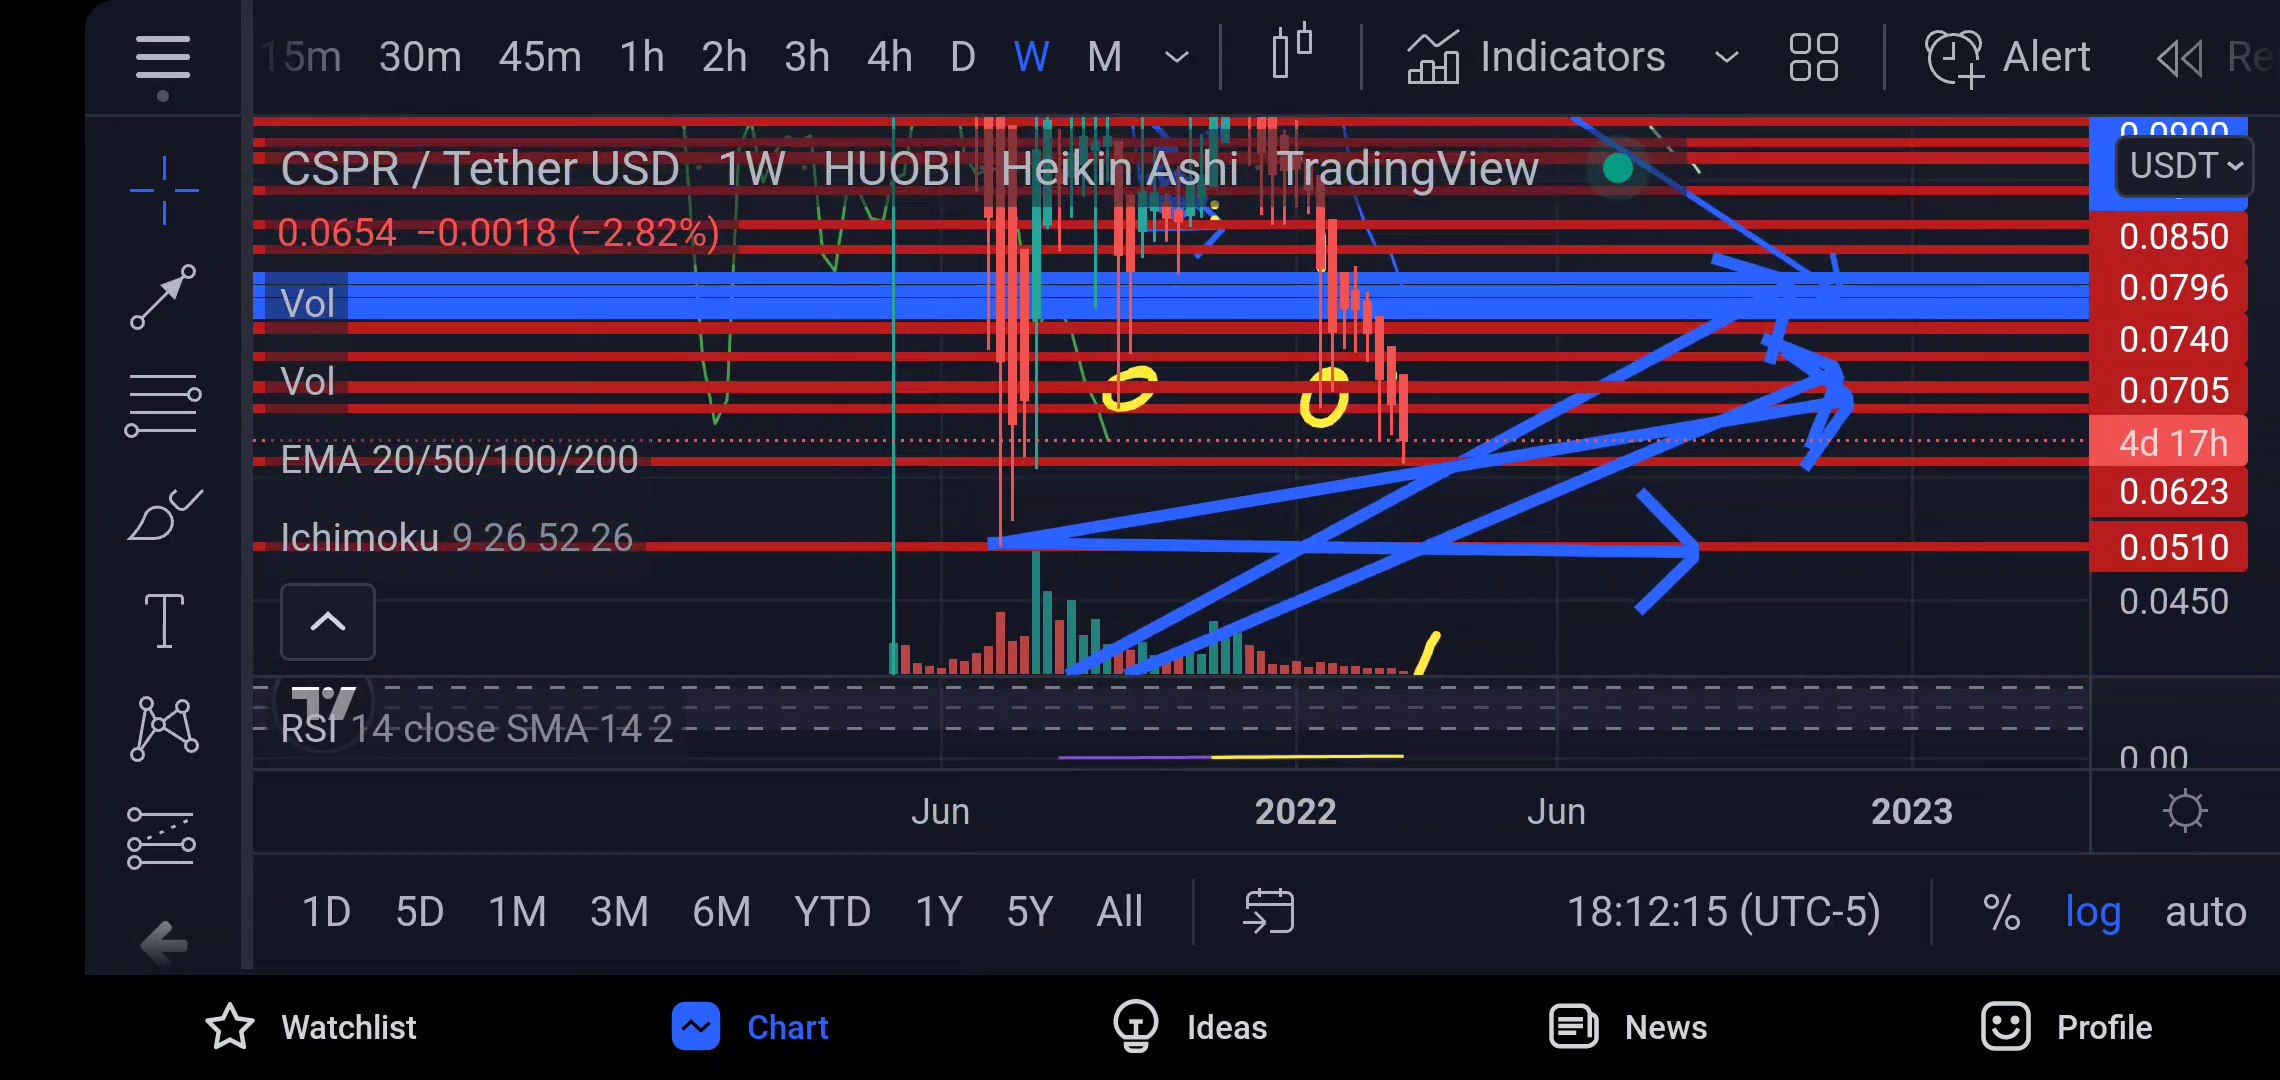 15m 30m 45m 1h 2h 3h 4h D W M Indicators Alert Re
CSPR / Tether USD 1W HUOBI Heikin Ashi TradingView
0.0654 −0.0018 (−2.82%)
Vol
Vol
EMA 20/50/100/200
Ichimoku 9 26 52 26
RSI 14 close SMA 14 2
0.0900
USDT
0.0850
0.0796
0.0740
0.0705
4d 17h
0.0623
0.0510
0.0450
0.00
Jun 2022 Jun 2023
1D 5D 1M 3M 6M YTD 1Y 5Y All 18:12:15 (UTC-5) % log auto
Watchlist Chart Ideas News Profile